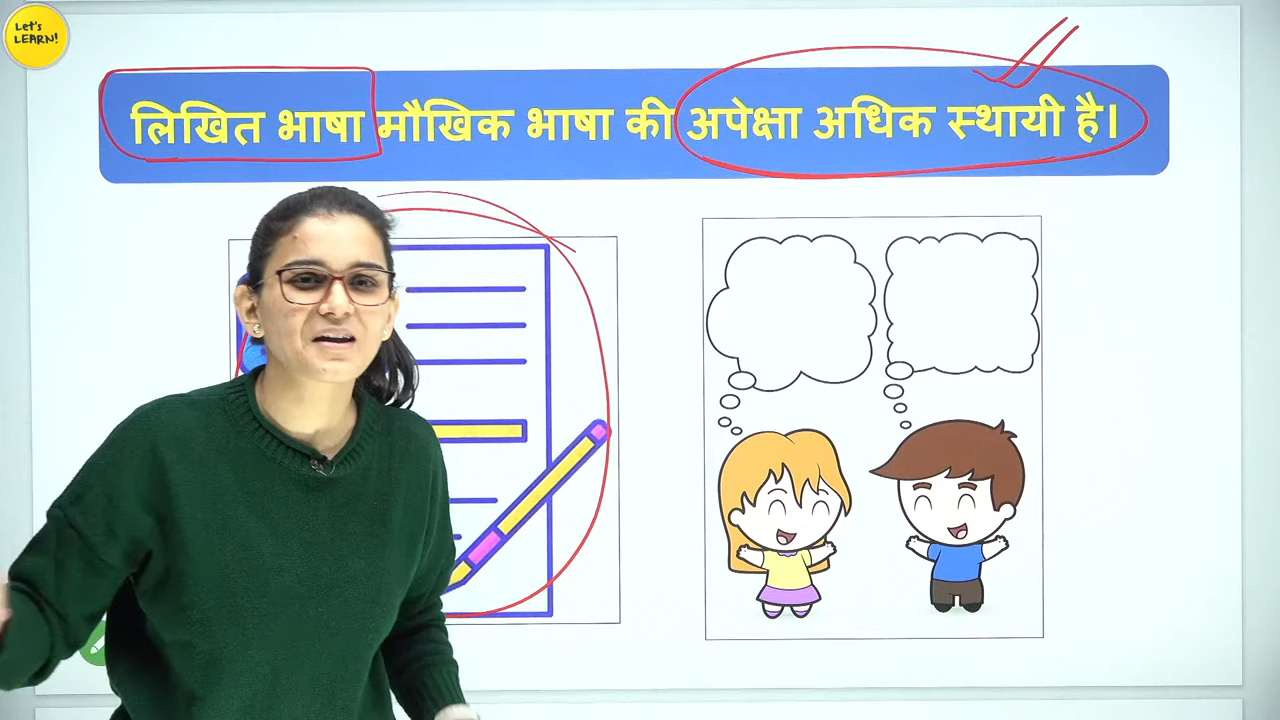 Let's
LEARN!
लिखित भाषा मौखिक भाषा की अपेक्षा अधिक स्थायी है।